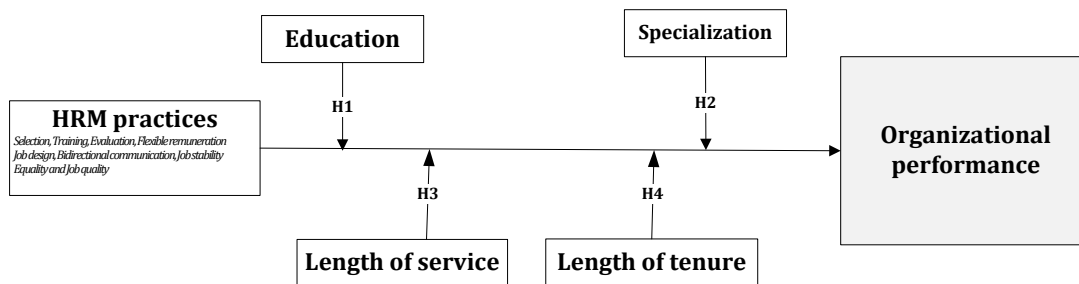 Education
Specialization
H1
H2
HRM practices
Selection, Training, Evaluation, Flexible remuneration
Job design, Bidirectional communication, Job stability
Equality and Job quality
Organizational
performance
H3
H4
Length of service
Length of tenure